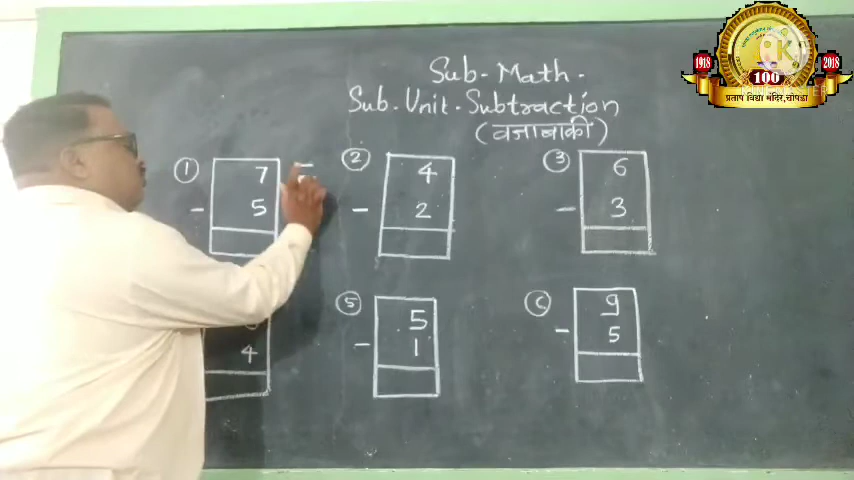 Sub - Math -
Sub. Unit - Subtraction
(वजाबाकी)
1918
2018
100
प्रताप विद्या मंदिर, चोपडा
KINEMASTER
① 7
- 5
② 4
- 2
③ 6
- 3
4
⑤ 5
- 1
⑥ 9
- 5